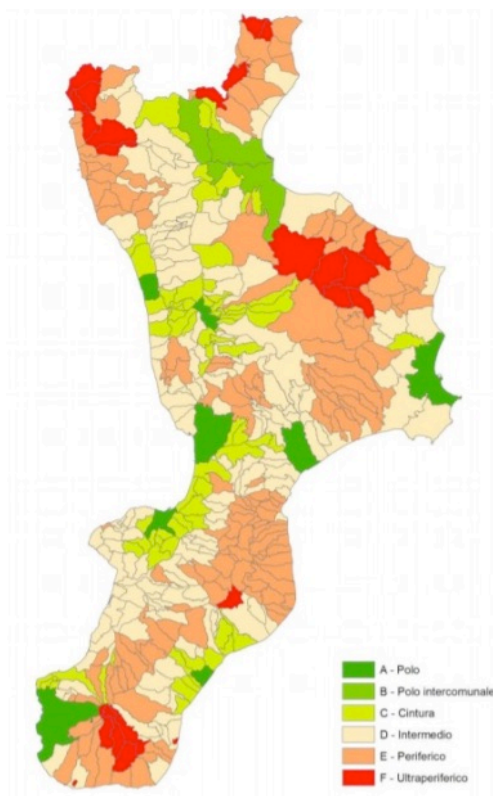 A - Polo
B - Polo intercomunale
C - Cintura
D - Intermedio
E - Periferico
F - Ultraperiferico